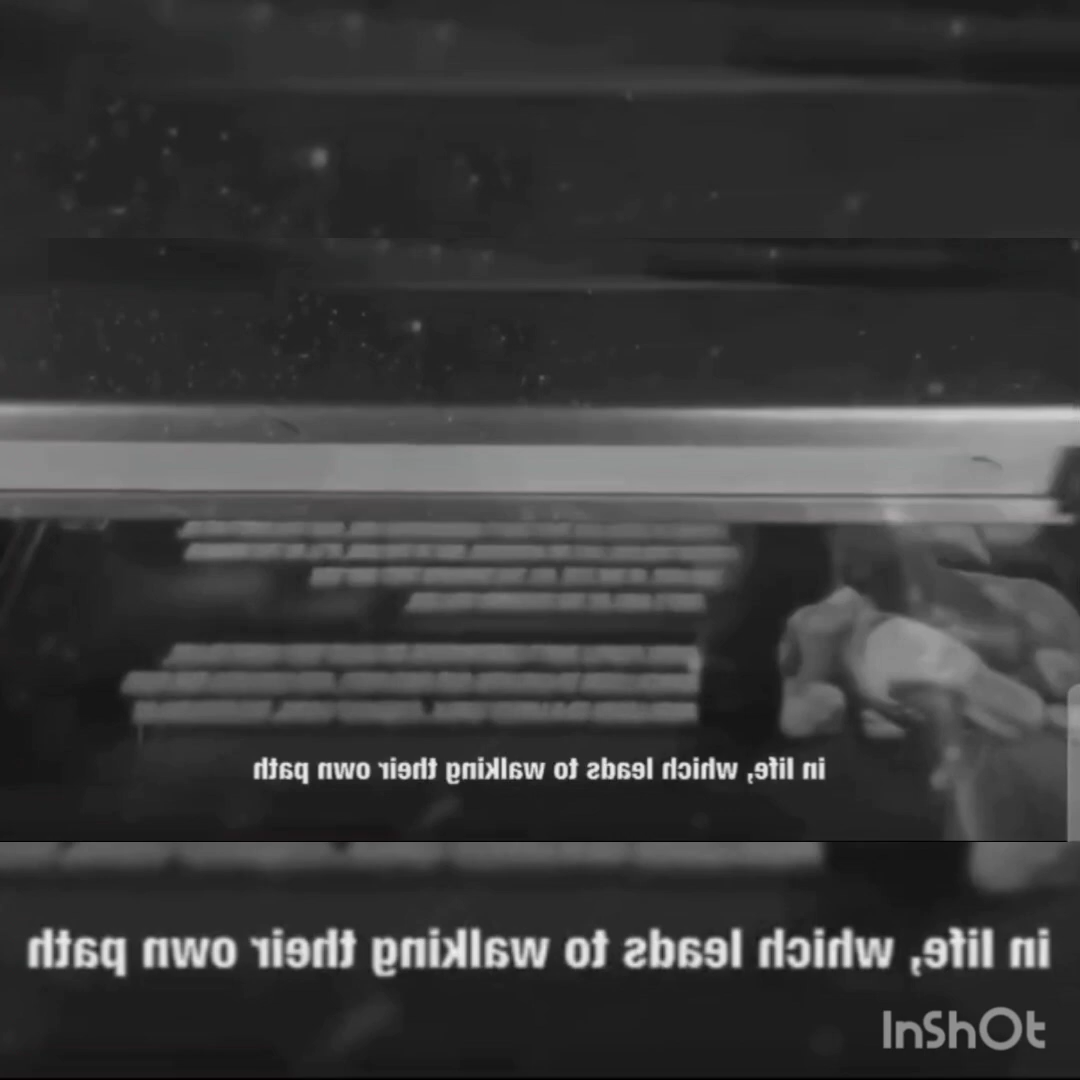 in life, which leads to walking their own path
in life, which leads to walking their own path
InShOt